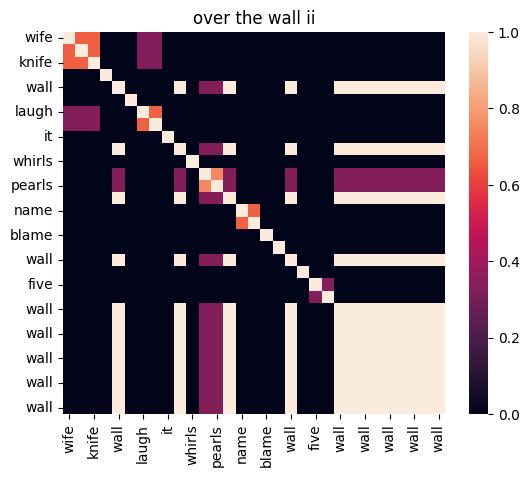 over the wall ii
wife
knife
wall
laugh
it
whirls
pearls
name
blame
wall
five
wall
wall
wall
wall
wall
wife
knife
wall
laugh
it
whirls
pearls
name
blame
wall
five
wall
wall
wall
wall
wall
1.0
0.8
0.6
0.4
0.2
0.0